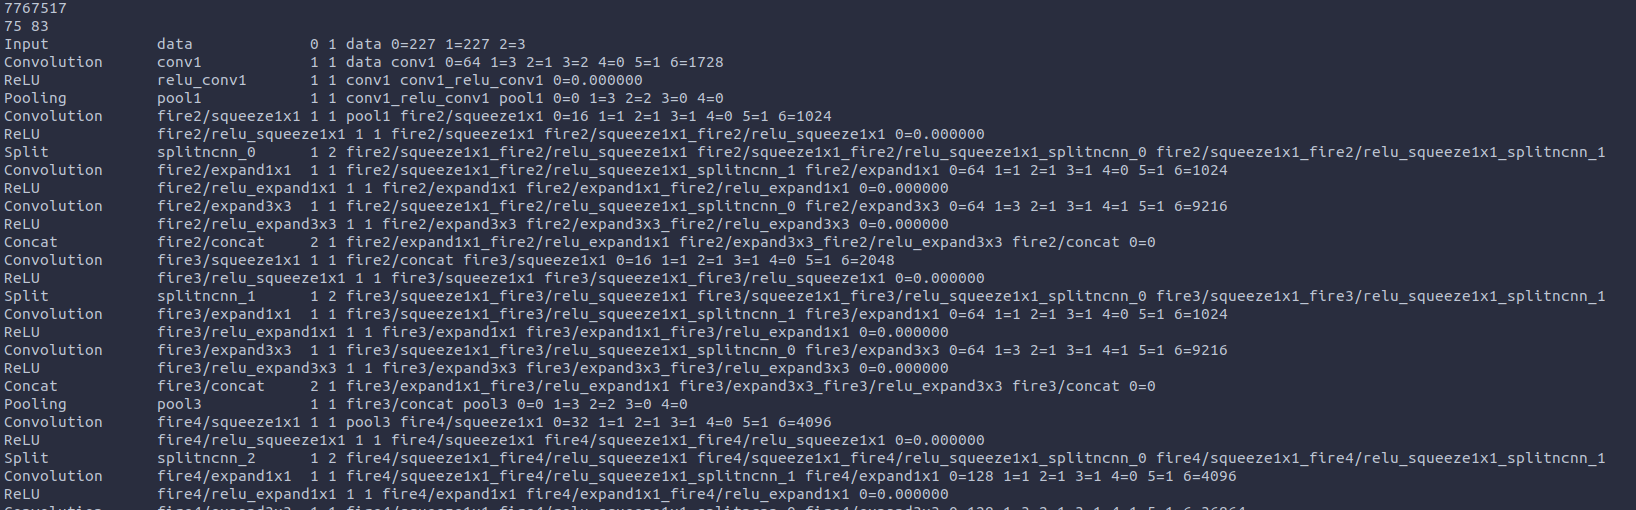 7767517
75 83
Input            data             0 1 data 0=227 1=227 2=3
Convolution      conv1            1 1 data conv1 0=64 1=3 2=1 3=2 4=0 5=1 6=1728
ReLU             relu_conv1       1 1 conv1 conv1_relu_conv1 0=0.000000
Pooling          pool1            1 1 conv1_relu_conv1 pool1 0=0 1=3 2=2 3=0 4=0
Convolution      fire2/squeeze1x1 1 1 pool1 fire2/squeeze1x1 0=16 1=1 2=1 3=1 4=0 5=1 6=1024
ReLU             fire2/relu_squeeze1x1 1 1 fire2/squeeze1x1 fire2/squeeze1x1_fire2/relu_squeeze1x1 0=0.000000
Split            splitncnn_0      1 2 fire2/squeeze1x1_fire2/relu_squeeze1x1 fire2/squeeze1x1_fire2/relu_squeeze1x1_splitncnn_0 fire2/squeeze1x1_fire2/relu_squeeze1x1_splitncnn_1
Convolution      fire2/expand1x1  1 1 fire2/squeeze1x1_fire2/relu_squeeze1x1_splitncnn_1 fire2/expand1x1 0=64 1=1 2=1 3=1 4=0 5=1 6=1024
ReLU             fire2/relu_expand1x1 1 1 fire2/expand1x1 fire2/expand1x1_fire2/relu_expand1x1 0=0.000000
Convolution      fire2/expand3x3  1 1 fire2/squeeze1x1_fire2/relu_squeeze1x1_splitncnn_0 fire2/expand3x3 0=64 1=3 2=1 3=1 4=1 5=1 6=9216
ReLU             fire2/relu_expand3x3 1 1 fire2/expand3x3 fire2/expand3x3_fire2/relu_expand3x3 0=0.000000
Concat           fire2/concat     2 1 fire2/expand1x1_fire2/relu_expand1x1 fire2/expand3x3_fire2/relu_expand3x3 fire2/concat 0=0
Convolution      fire3/squeeze1x1 1 1 fire2/concat fire3/squeeze1x1 0=16 1=1 2=1 3=1 4=0 5=1 6=2048
ReLU             fire3/relu_squeeze1x1 1 1 fire3/squeeze1x1 fire3/squeeze1x1_fire3/relu_squeeze1x1 0=0.000000
Split            splitncnn_1      1 2 fire3/squeeze1x1_fire3/relu_squeeze1x1 fire3/squeeze1x1_fire3/relu_squeeze1x1_splitncnn_0 fire3/squeeze1x1_fire3/relu_squeeze1x1_splitncnn_1
Convolution      fire3/expand1x1  1 1 fire3/squeeze1x1_fire3/relu_squeeze1x1_splitncnn_1 fire3/expand1x1 0=64 1=1 2=1 3=1 4=0 5=1 6=1024
ReLU             fire3/relu_expand1x1 1 1 fire3/expand1x1 fire3/expand1x1_fire3/relu_expand1x1 0=0.000000
Convolution      fire3/expand3x3  1 1 fire3/squeeze1x1_fire3/relu_squeeze1x1_splitncnn_0 fire3/expand3x3 0=64 1=3 2=1 3=1 4=1 5=1 6=9216
ReLU             fire3/relu_expand3x3 1 1 fire3/expand3x3 fire3/expand3x3_fire3/relu_expand3x3 0=0.000000
Concat           fire3/concat     2 1 fire3/expand1x1_fire3/relu_expand1x1 fire3/expand3x3_fire3/relu_expand3x3 fire3/concat 0=0
Pooling          pool3            1 1 fire3/concat pool3 0=0 1=3 2=2 3=0 4=0
Convolution      fire4/squeeze1x1 1 1 pool3 fire4/squeeze1x1 0=32 1=1 2=1 3=1 4=0 5=1 6=4096
ReLU             fire4/relu_squeeze1x1 1 1 fire4/squeeze1x1 fire4/squeeze1x1_fire4/relu_squeeze1x1 0=0.000000
Split            splitncnn_2      1 2 fire4/squeeze1x1_fire4/relu_squeeze1x1 fire4/squeeze1x1_fire4/relu_squeeze1x1_splitncnn_0 fire4/squeeze1x1_fire4/relu_squeeze1x1_splitncnn_1
Convolution      fire4/expand1x1  1 1 fire4/squeeze1x1_fire4/relu_squeeze1x1_splitncnn_1 fire4/expand1x1 0=128 1=1 2=1 3=1 4=0 5=1 6=4096
ReLU             fire4/relu_expand1x1 1 1 fire4/expand1x1 fire4/expand1x1_fire4/relu_expand1x1 0=0.000000